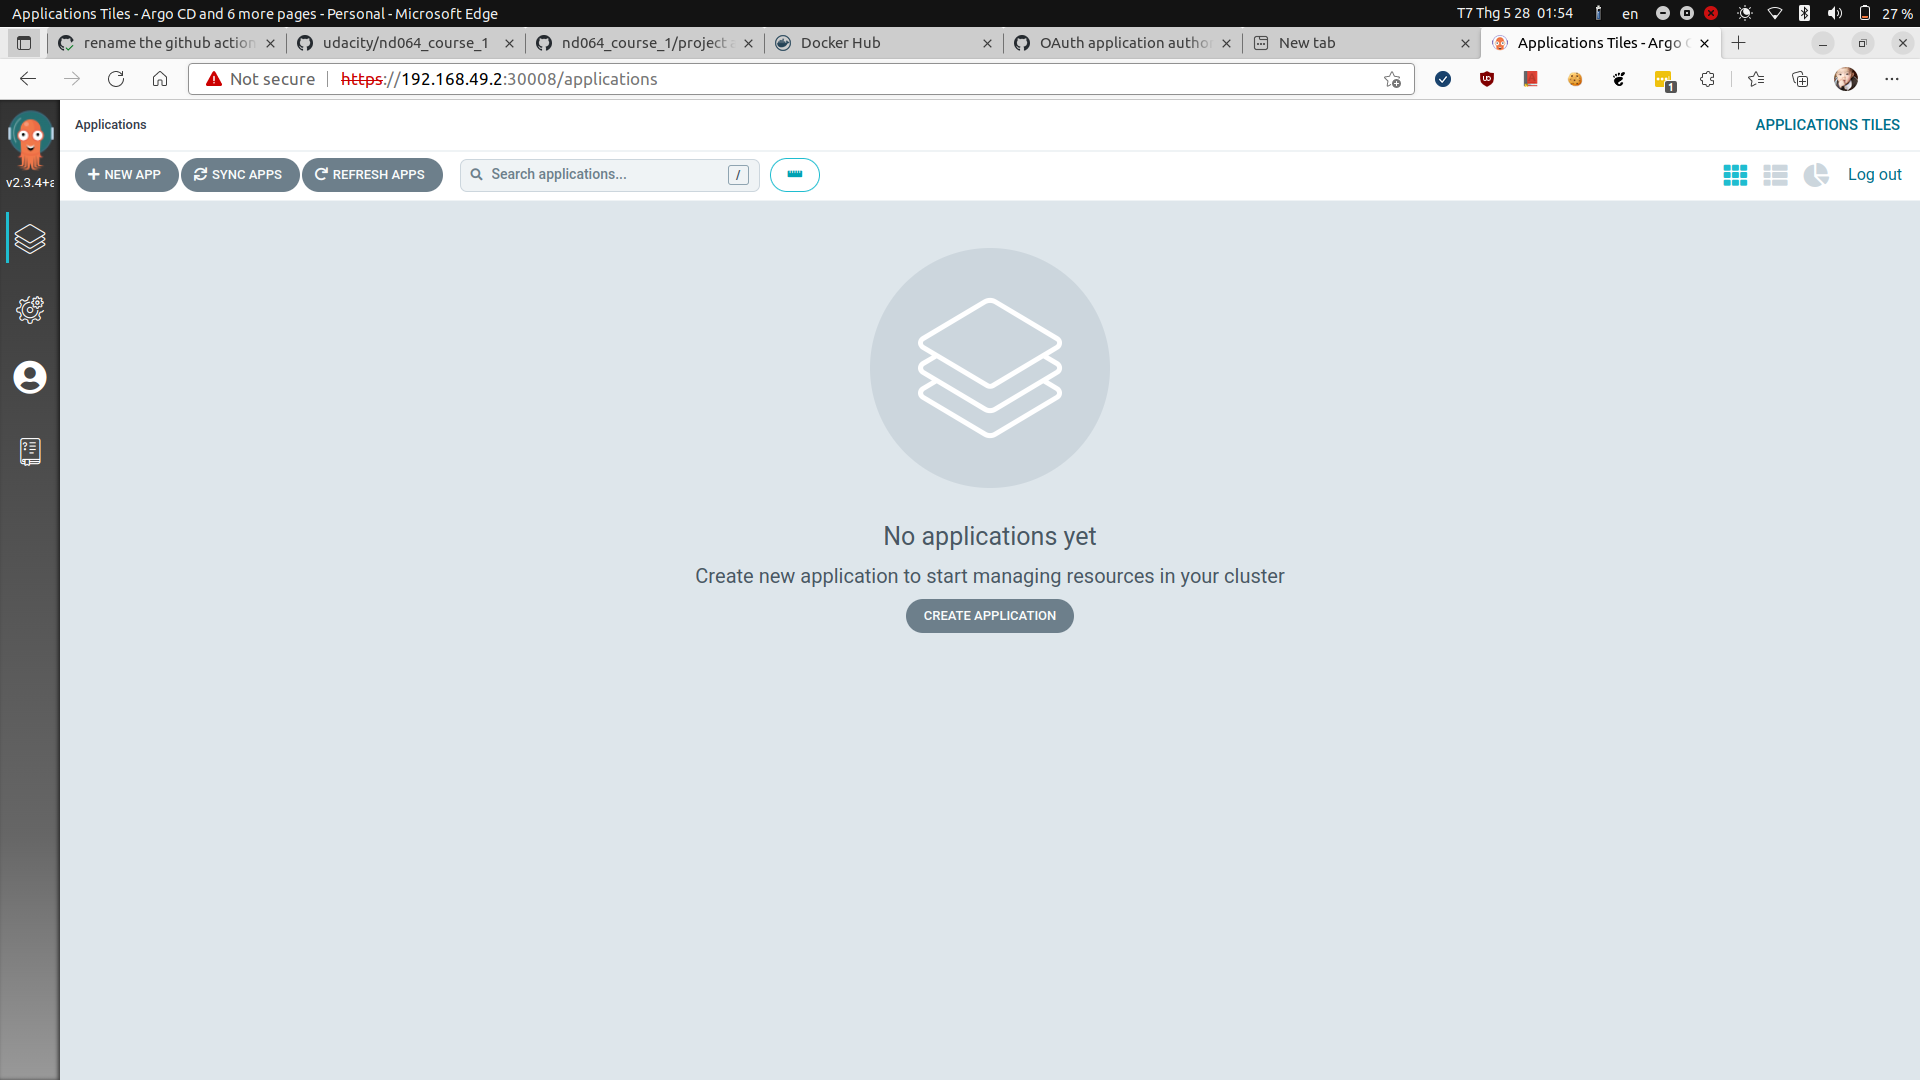 Applications Tiles - Argo CD and 6 more pages - Personal - Microsoft Edge
T7 Thg 5 28 01:54
en
27 %
rename the github action
udacity/nd064_course_1
nd064_course_1/project a
Docker Hub
OAuth application autho
New tab
Applications Tiles - Argo C
Not secure
https://192.168.49.2:30008/applications
1
v2.3.4+a
Applications
APPLICATIONS TILES
NEW APP
SYNC APPS
REFRESH APPS
Search applications...
/
Log out
No applications yet
Create new application to start managing resources in your cluster
CREATE APPLICATION